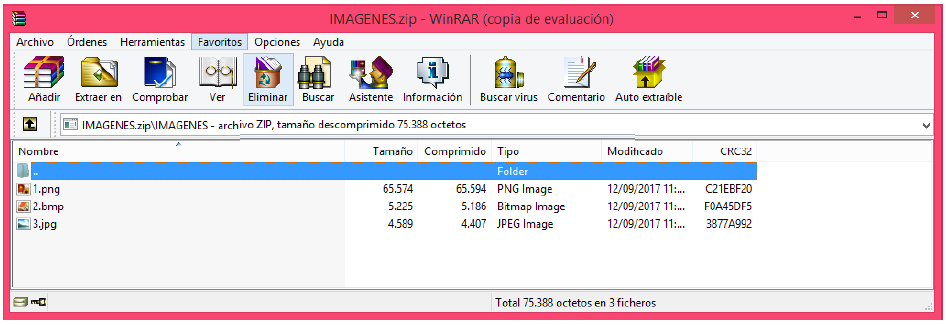 IMAGENES.zip - WinRAR (copia de evaluación)
Archivo Órdenes Herramientas Favoritos Opciones Ayuda
Añadir Extraer en Comprobar Ver Eliminar Buscar Asistente Información Buscar virus Comentario Auto extraíble
IMAGENES.zip\IMAGENES - archivo ZIP, tamaño descomprimido 75.388 octetos
Nombre Tamaño Comprimido Tipo Modificado CRC32
.. Folder
1.png 65.574 65.594 PNG Image 12/09/2017 11:... C21EBF20
2.bmp 5.225 5.186 Bitmap Image 12/09/2017 11:... F0A45DF5
3.jpg 4.589 4.407 JPEG Image 12/09/2017 11:... 3877A992
Total 75.388 octetos en 3 ficheros